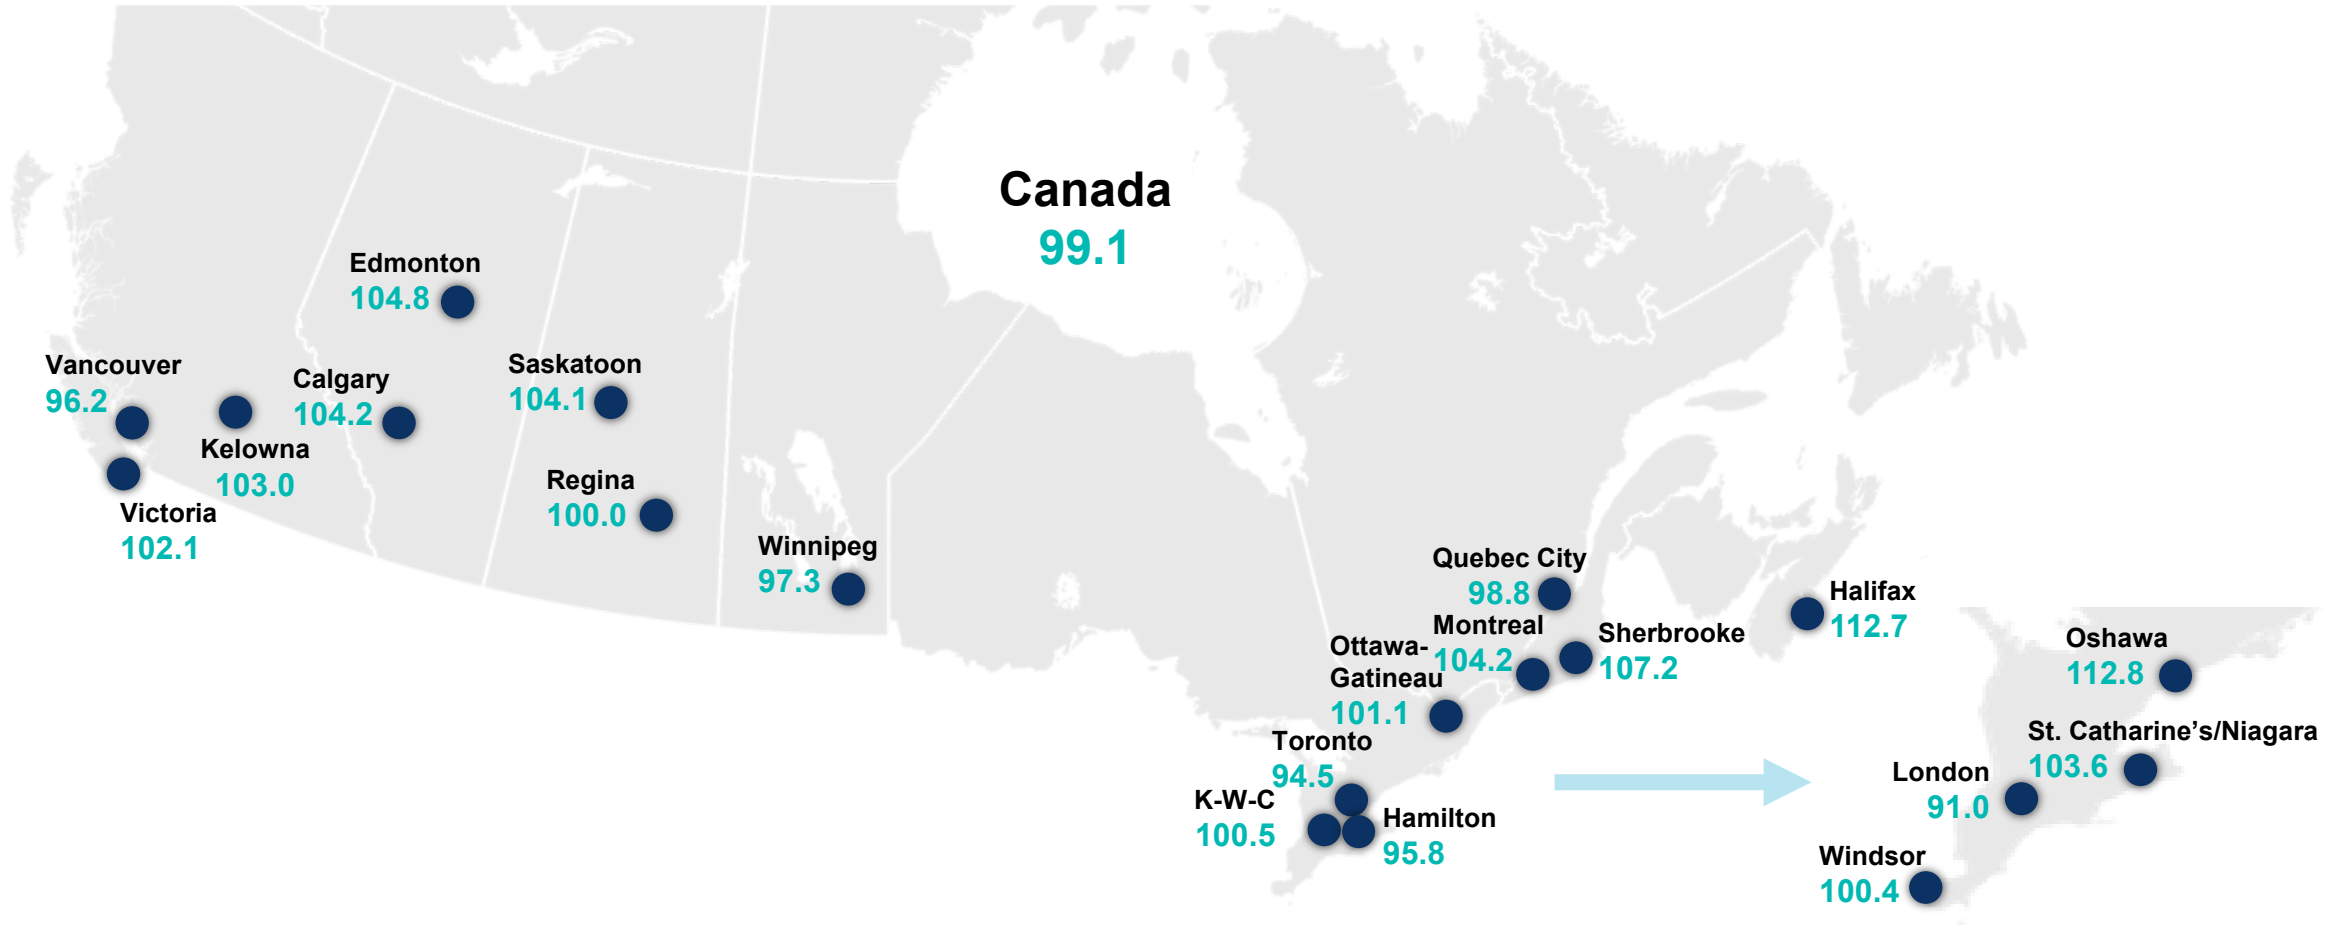 Canada
99.1
Edmonton
104.8
Vancouver
96.2
Calgary
104.2
Saskatoon
104.1
Kelowna
103.0
Victoria
102.1
Regina
100.0
Winnipeg
97.3
Quebec City
98.8
Montreal
104.2
Sherbrooke
107.2
Halifax
112.7
Ottawa-
Gatineau
101.1
Toronto
94.5
K-W-C
100.5
Hamilton
95.8
Oshawa
112.8
St. Catharine’s/Niagara
103.6
London
91.0
Windsor
100.4